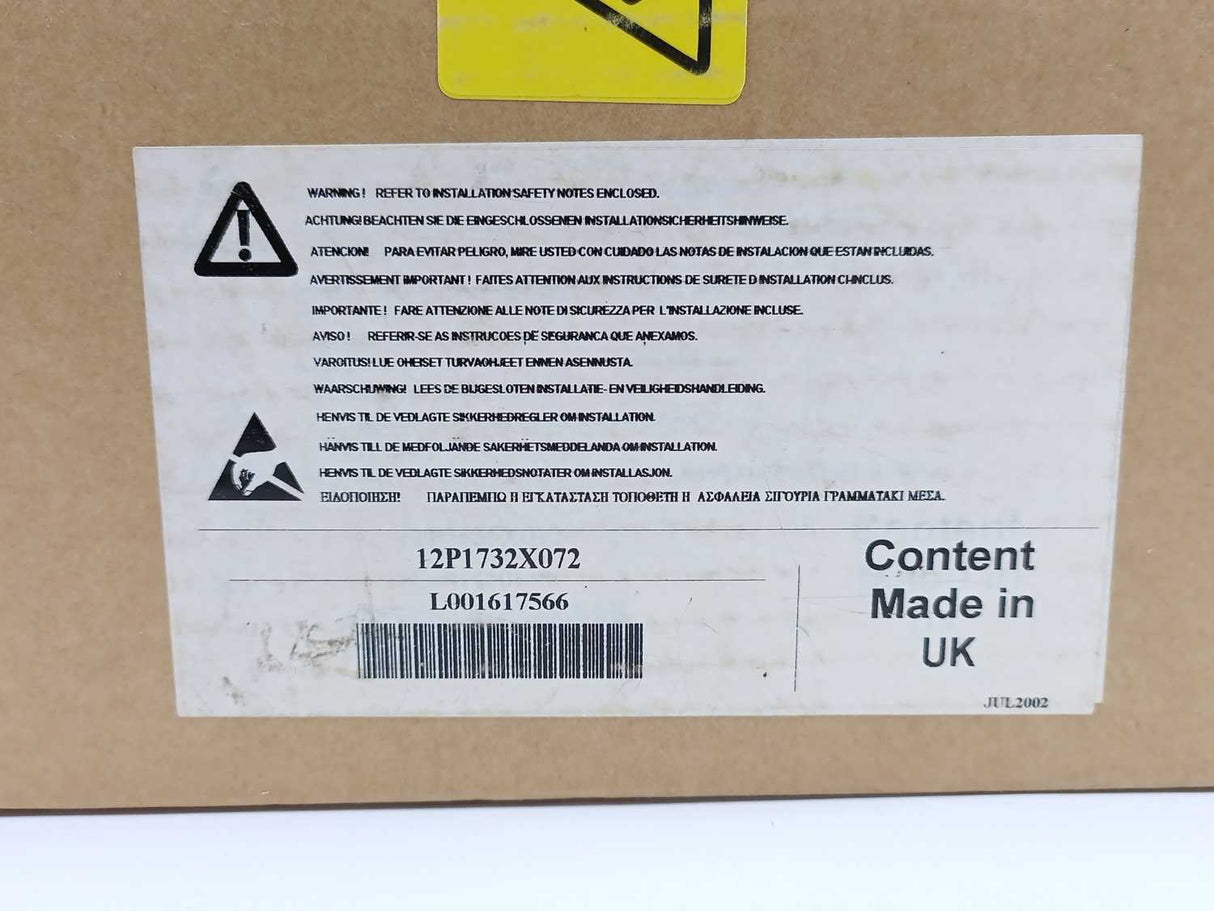 WARNING! REFER TO INSTALLATION SAFETY NOTES ENCLOSED.
ACHTUNG! BEACHTEN SIE DIE EINGESCHLOSSENEN INSTALLATIONSICHERHEITSHINWEISE.
ATENCION! PARA EVITAR PELIGRO, MIRE USTED CON CUIDADO LAS NOTAS DE INSTALACION QUE ESTAN INCLUIDAS.
AVERTISSEMENT IMPORTANT! FAITES ATTENTION AUX INSTRUCTIONS DE SURETE D INSTALLATION CI-INCLUS.
IMPORTANTE! FARE ATTENZIONE ALLE NOTE DI SICUREZZA PER L'INSTALLAZIONE INCLUSE.
AVISO! REFERIR-SE AS INSTRUCOES DE SEGURANCA QUE ANEXAMOS.
VAROITUS! LUE OHEISET TURVAOHJEET ENNEN ASENNUSTA.
WAARSCHUWING! LEES DE BIJGESLOTEN INSTALLATIE- EN VEILIGHEIDSHANDLEIDING.
HENVIS TIL DE VEDLAGTE SIKKERHEDREGLER OM INSTALLATION.
HÄNVIS TILL DE MEDFOLJANDE SAKERHETSMEDDELANDA OM INSTALLATION.
HENVIS TIL DE VEDLAGTE SIKKERHEDSNOTATER OM INSTALLASJON.
ΕΙΔΟΠΟΙΗΣΗ! ΠΑΡΑΠΕΜΠΩ Η ΕΓΚΑΤΑΣΤΑΣΗ ΤΟΠΟΘΕΤΗ Η ΑΣΦΑΛΕΙΑ ΣΙΓΟΥΡΙΑ ΓΡΑΜΜΑΤΑΚΙ ΜΕΣΑ.
12P1732X072
L001617566
Content
Made in
UK
JUL2002